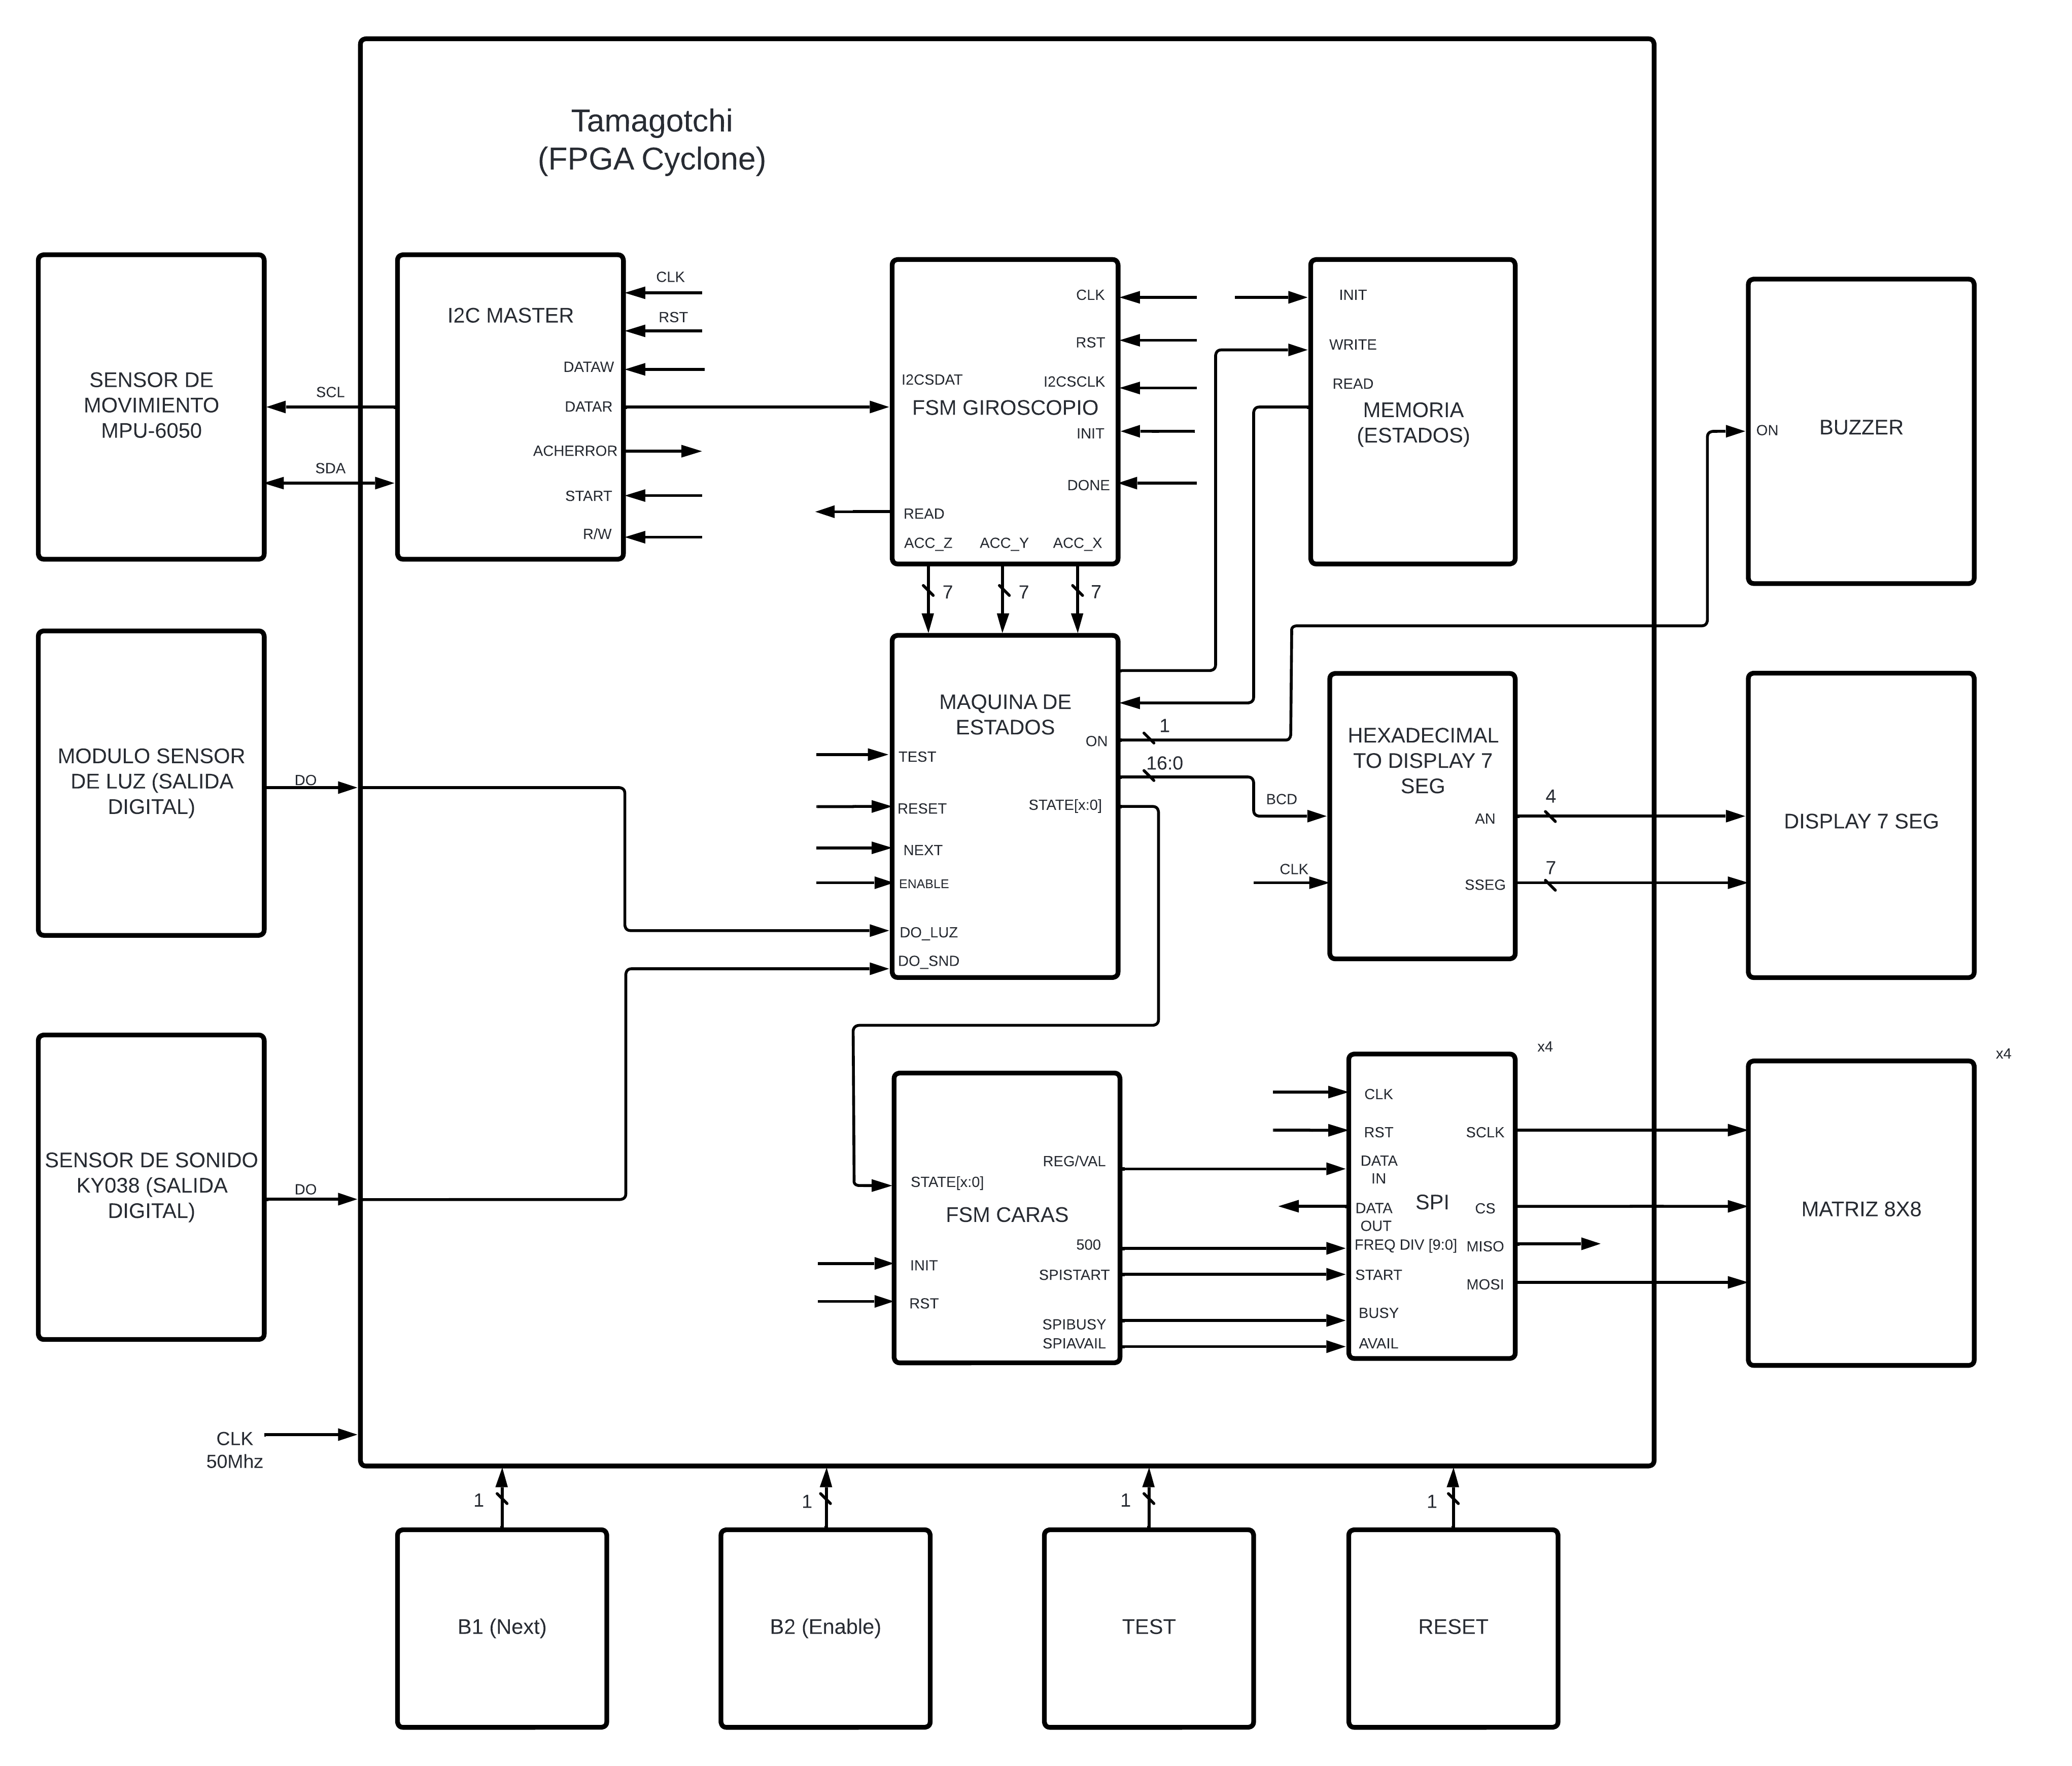 Tamagotchi
(FPGA Cyclone)
SENSOR DE
MOVIMIENTO
MPU-6050
SCL
SDA
I2C MASTER
CLK
RST
DATAW
DATAR
ACHERROR
START
R/W
CLK
RST
I2CSDAT
I2CSCLK
FSM GIROSCOPIO
INIT
DONE
READ
ACC_Z
ACC_Y
ACC_X
7
7
7
INIT
WRITE
READ
MEMORIA
(ESTADOS)
ON
BUZZER
MODULO SENSOR
DE LUZ (SALIDA
DIGITAL)
DO
MAQUINA DE
ESTADOS
ON
TEST
RESET
STATE[x:0]
NEXT
ENABLE
DO_LUZ
DO_SND
1
16:0
BCD
CLK
HEXADECIMAL
TO DISPLAY 7
SEG
AN
SSEG
4
7
DISPLAY 7 SEG
SENSOR DE SONIDO
KY038 (SALIDA
DIGITAL)
DO
REG/VAL
STATE[x:0]
FSM CARAS
500
INIT
SPISTART
RST
SPIBUSY
SPIAVAIL
x4
CLK
RST
SCLK
DATA
IN
SPI
DATA
OUT
CS
FREQ DIV [9:0]
MISO
START
MOSI
BUSY
AVAIL
x4
MATRIZ 8X8
CLK
50Mhz
1
1
1
1
B1 (Next)
B2 (Enable)
TEST
RESET